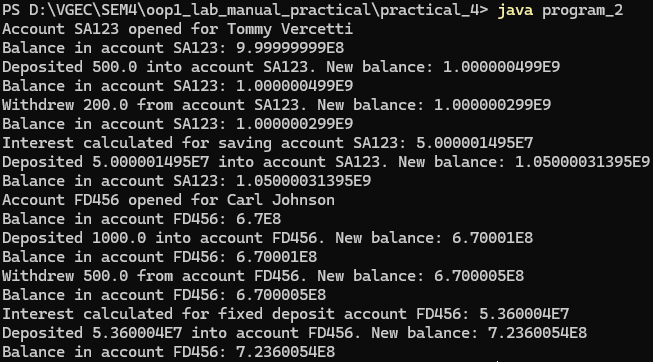 PS D:\VGEC\SEM4\oop1_lab_manual_practical\practical_4> java program_2
Account SA123 opened for Tommy Vercetti
Balance in account SA123: 9.99999999E8
Deposited 500.0 into account SA123. New balance: 1.000000499E9
Balance in account SA123: 1.000000499E9
Withdrew 200.0 from account SA123. New balance: 1.000000299E9
Balance in account SA123: 1.000000299E9
Interest calculated for saving account SA123: 5.000001495E7
Deposited 5.000001495E7 into account SA123. New balance: 1.05000031395E9
Balance in account SA123: 1.05000031395E9
Account FD456 opened for Carl Johnson
Balance in account FD456: 6.7E8
Deposited 1000.0 into account FD456. New balance: 6.70001E8
Balance in account FD456: 6.70001E8
Withdrew 500.0 from account FD456. New balance: 6.700005E8
Balance in account FD456: 6.700005E8
Interest calculated for fixed deposit account FD456: 5.360004E7
Deposited 5.360004E7 into account FD456. New balance: 7.2360054E8
Balance in account FD456: 7.2360054E8